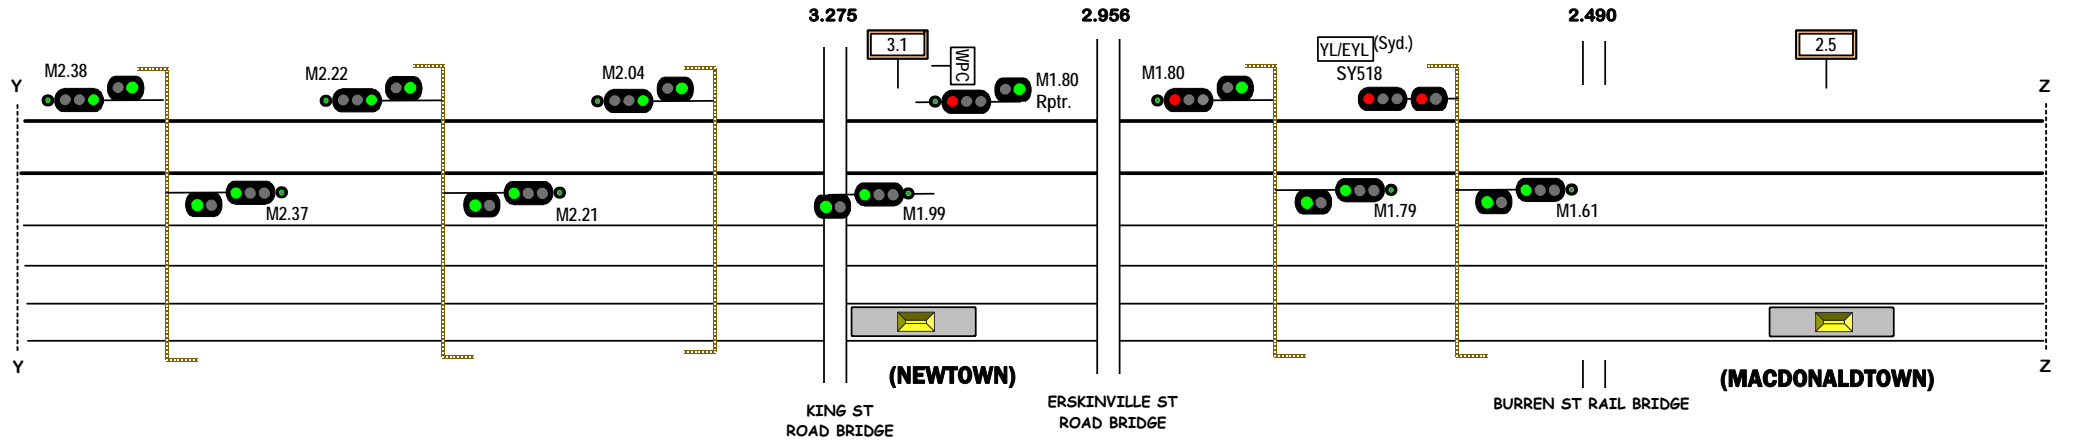 3.275
2.956
2.490
3.1
WPC
YL/EYL
(Syd.)
2.5
M2.38
M2.22
M2.04
M1.80
Rptr.
M1.80
SY518
Y
Z
M2.37
M2.21
M1.99
M1.79
M1.61
Y
Z
(NEWTOWN)
(MACDONALDTOWN)
KING ST
ROAD BRIDGE
ERSKINVILLE ST
ROAD BRIDGE
BURREN ST RAIL BRIDGE